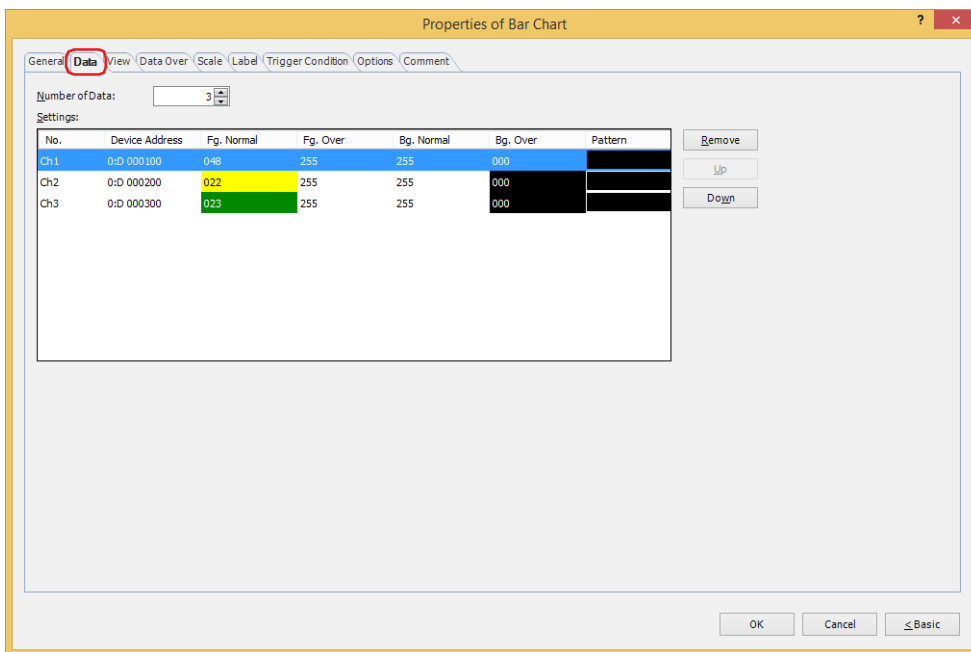 Properties of Bar Chart ? ×
General Data View Data Over Scale Label Trigger Condition Options Comment
Number of Data: 3
Settings:
No. Device Address Fg. Normal Fg. Over Bg. Normal Bg. Over Pattern Remove
Ch1 0:D 000100 048 255 255 000 Up
Ch2 0:D 000200 022 255 255 000
Ch3 0:D 000300 023 255 255 000 Down
OK Cancel < Basic